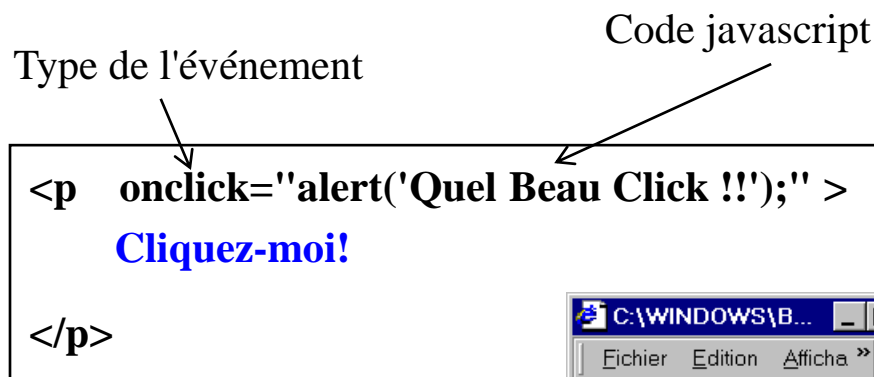 Code javascript
Type de l'événement
<p onclick="alert('Quel Beau Click !!');" >
Cliquez-moi!
</p>
C:\WINDOWS\B...
Fichier Edition Afficha »